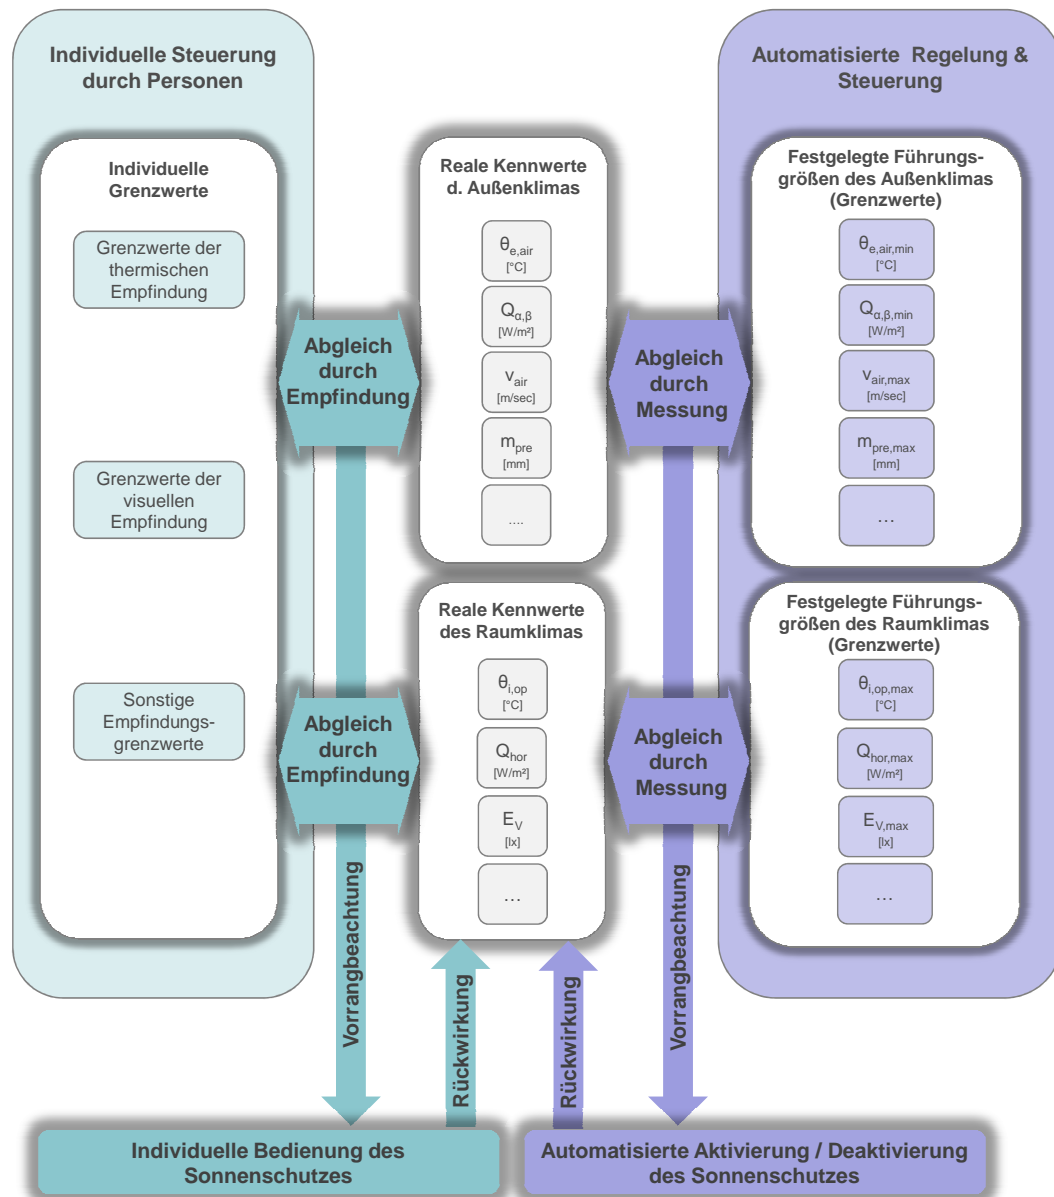 Individuelle Steuerung
durch Personen
Individuelle
Grenzwerte
Grenzwerte der
thermischen
Empfindung
Grenzwerte der
visuellen
Empfindung
Sonstige
Empfindungs-
grenzwerte
Abgleich
durch
Empfindung
Abgleich
durch
Empfindung
Reale Kennwerte
d. Außenklimas
θe,air
[°C]
Qα,β
[W/m²]
vair
[m/sec]
mpre
[mm]
....
Reale Kennwerte
des Raumklimas
θi,op
[°C]
Qhor
[W/m²]
EV
[lx]
...
Abgleich
durch
Messung
Abgleich
durch
Messung
Automatisierte Regelung &
Steuerung
Festgelegte Führungs-
größen des Außenklimas
(Grenzwerte)
θe,air,min
[°C]
Qα,β,min
[W/m²]
vair,max
[m/sec]
mpre,max
[mm]
...
Festgelegte Führungs-
größen des Raumklimas
(Grenzwerte)
θi,op,max
[°C]
Qhor,max
[W/m²]
EV,max
[lx]
...
Vorrangbeachtung
Rückwirkung
Rückwirkung
Vorrangbeachtung
Individuelle Bedienung des
Sonnenschutzes
Automatisierte Aktivierung / Deaktivierung
des Sonnenschutzes